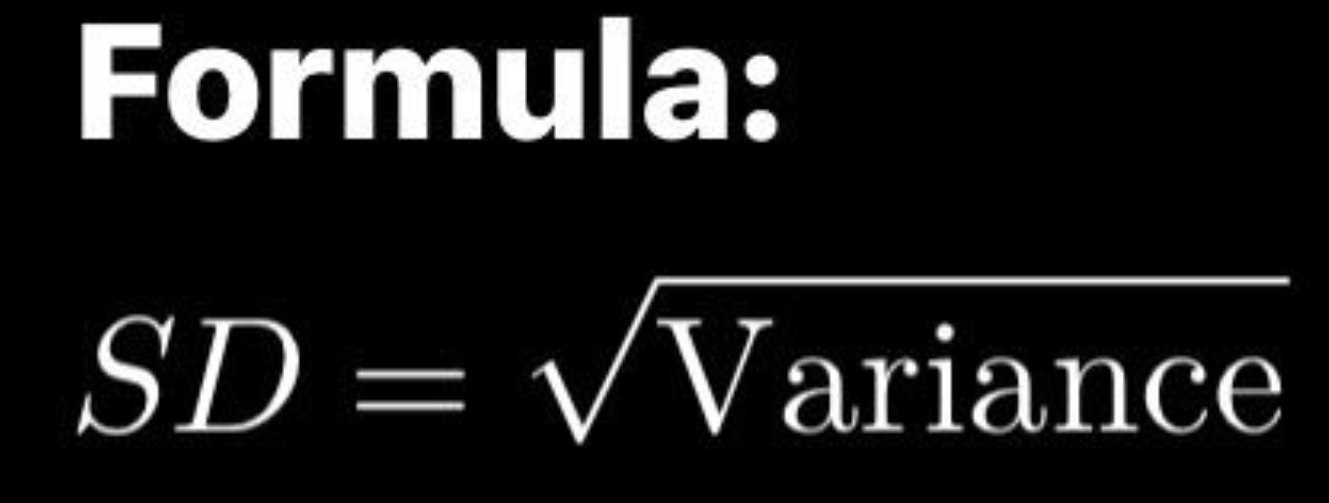 Formula:
SD = √Variance